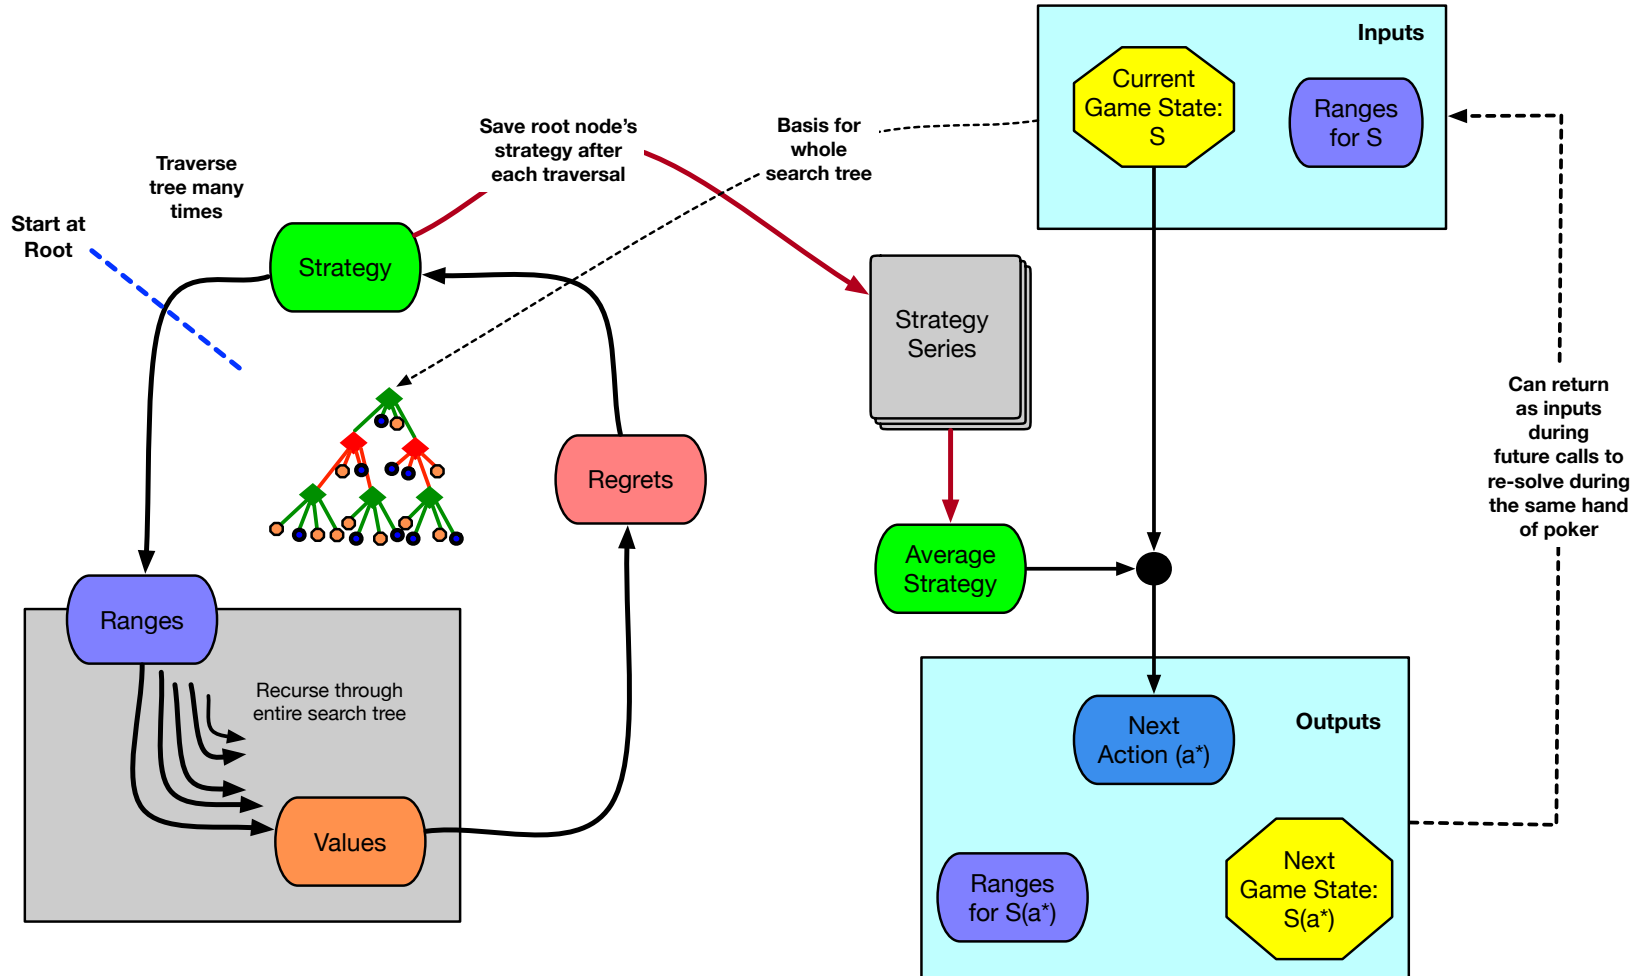 Inputs
Current
Game State:
S
Ranges
for S
Save root node's
strategy after
each traversal
Basis for
whole
search tree
Traverse
tree many
times
Start at
Root
Strategy
Strategy
Series
Regrets
Can return
as inputs
during
future calls to
re-solve during
the same hand
of poker
Average
Strategy
Ranges
Recurse through
entire search tree
Values
Outputs
Next
Action (a*)
Ranges
for S(a*)
Next
Game State:
S(a*)